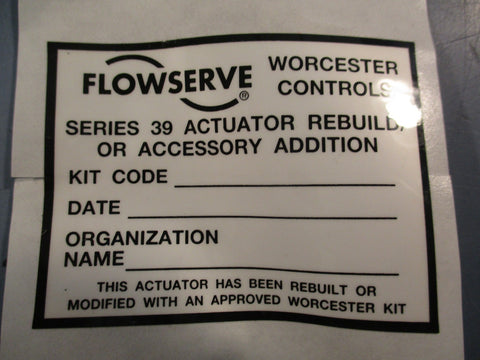 FLOWSERVE ®
WORCESTER
CONTROLS
SERIES 39 ACTUATOR REBUILD/
OR ACCESSORY ADDITION
KIT CODE
DATE
ORGANIZATION
NAME
THIS ACTUATOR HAS BEEN REBUILT OR
MODIFIED WITH AN APPROVED WORCESTER KIT